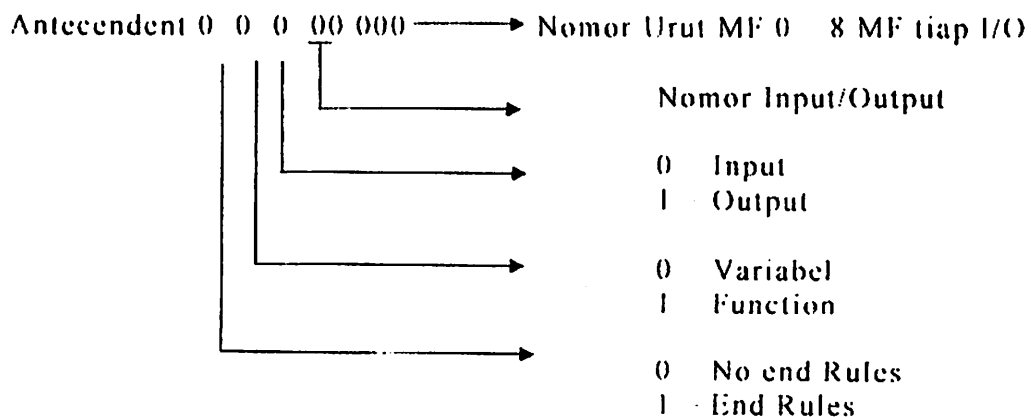 Antecendent 0 0 0 00 000 Nomor Urut MF 0 8 MF tiap I/O
Nomor Input/Output
0 Input
1 Output
0 Variabel
1 Function
0 No end Rules
1 End Rules